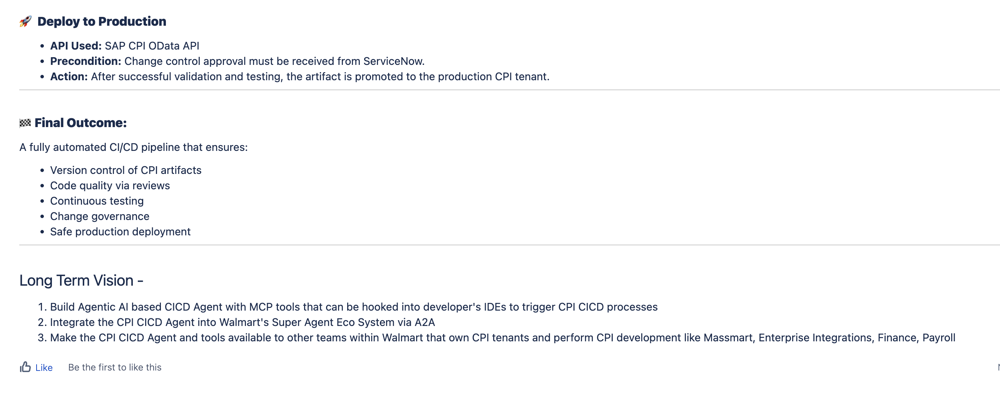 🚀 Deploy to Production
• API Used: SAP CPI OData API
• Precondition: Change control approval must be received from ServiceNow.
• Action: After successful validation and testing, the artifact is promoted to the production CPI tenant.
🏁 Final Outcome:
A fully automated CI/CD pipeline that ensures:
• Version control of CPI artifacts
• Code quality via reviews
• Continuous testing
• Change governance
• Safe production deployment
Long Term Vision -
1. Build Agentic AI based CICD Agent with MCP tools that can be hooked into developer's IDEs to trigger CPI CICD processes
2. Integrate the CPI CICD Agent into Walmart's Super Agent Eco System via A2A
3. Make the CPI CICD Agent and tools available to other teams within Walmart that own CPI tenants and perform CPI development like Massmart, Enterprise Integrations, Finance, Payroll
Like Be the first to like this